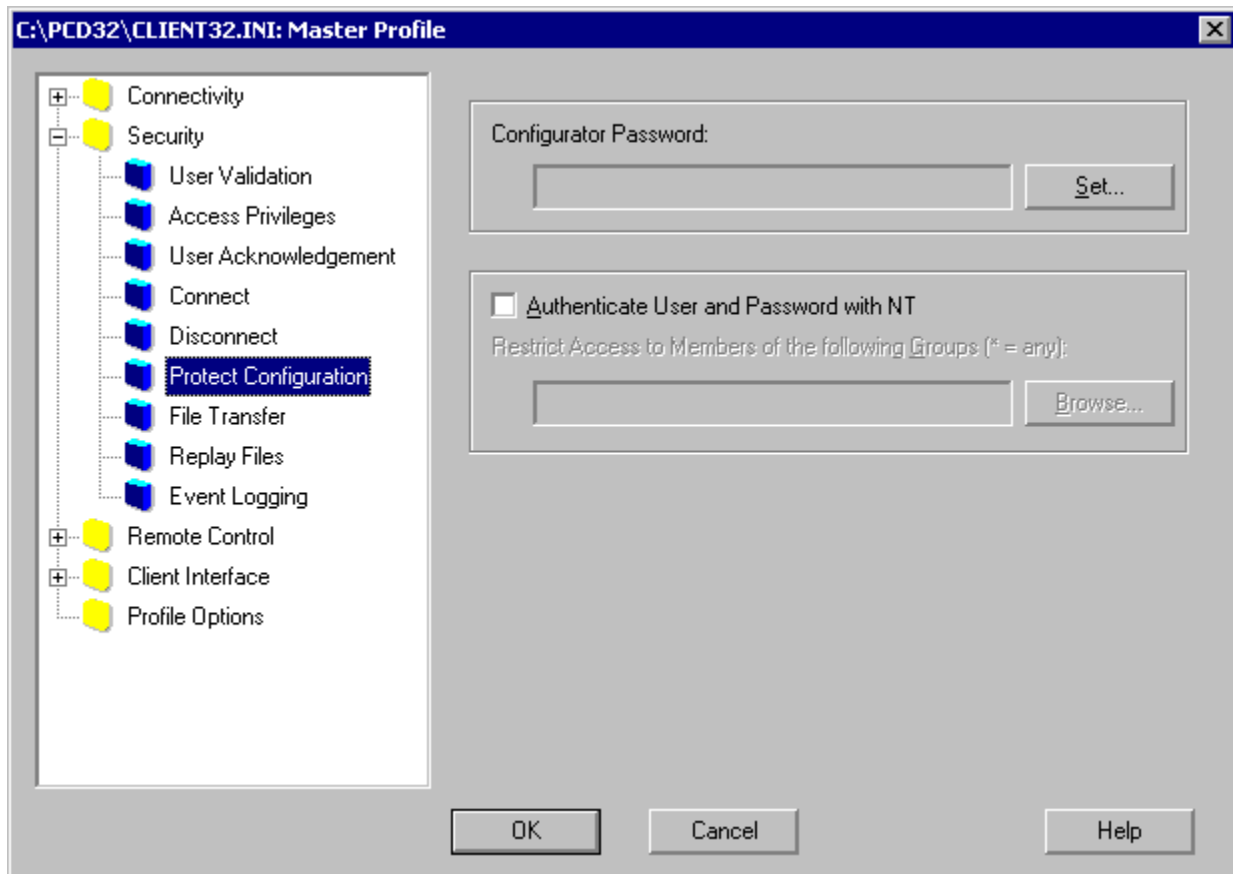 C:\PCD32\CLIENT32.INI: Master Profile
Connectivity
Security
User Validation
Access Privileges
User Acknowledgement
Connect
Disconnect
Protect Configuration
File Transfer
Replay Files
Event Logging
Remote Control
Client Interface
Profile Options
Configurator Password:
Set...
Authenticate User and Password with NT
Restrict Access to Members of the following Groups (* = any):
Browse...
OK
Cancel
Help